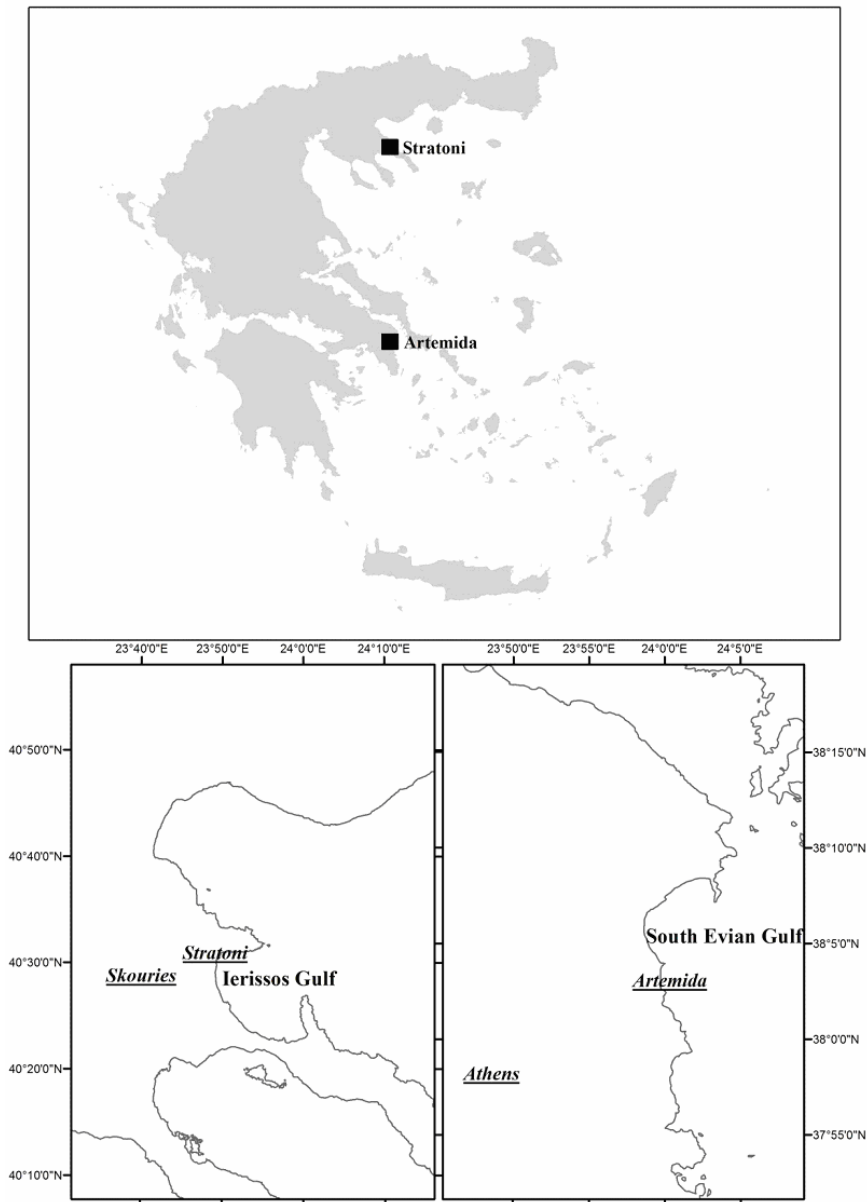 Stratoni
Artemida
23°40'0"E 23°50'0"E 24°0'0"E 24°10'0"E
40°50'0"N
40°40'0"N
40°30'0"N
40°20'0"N
40°10'0"N
Stratoni
Skouries
Ierissos Gulf
23°50'0"E 23°55'0"E 24°0'0"E 24°5'0"E
38°15'0"N
38°10'0"N
38°5'0"N
38°0'0"N
37°55'0"N
South Evian Gulf
Artemida
Athens